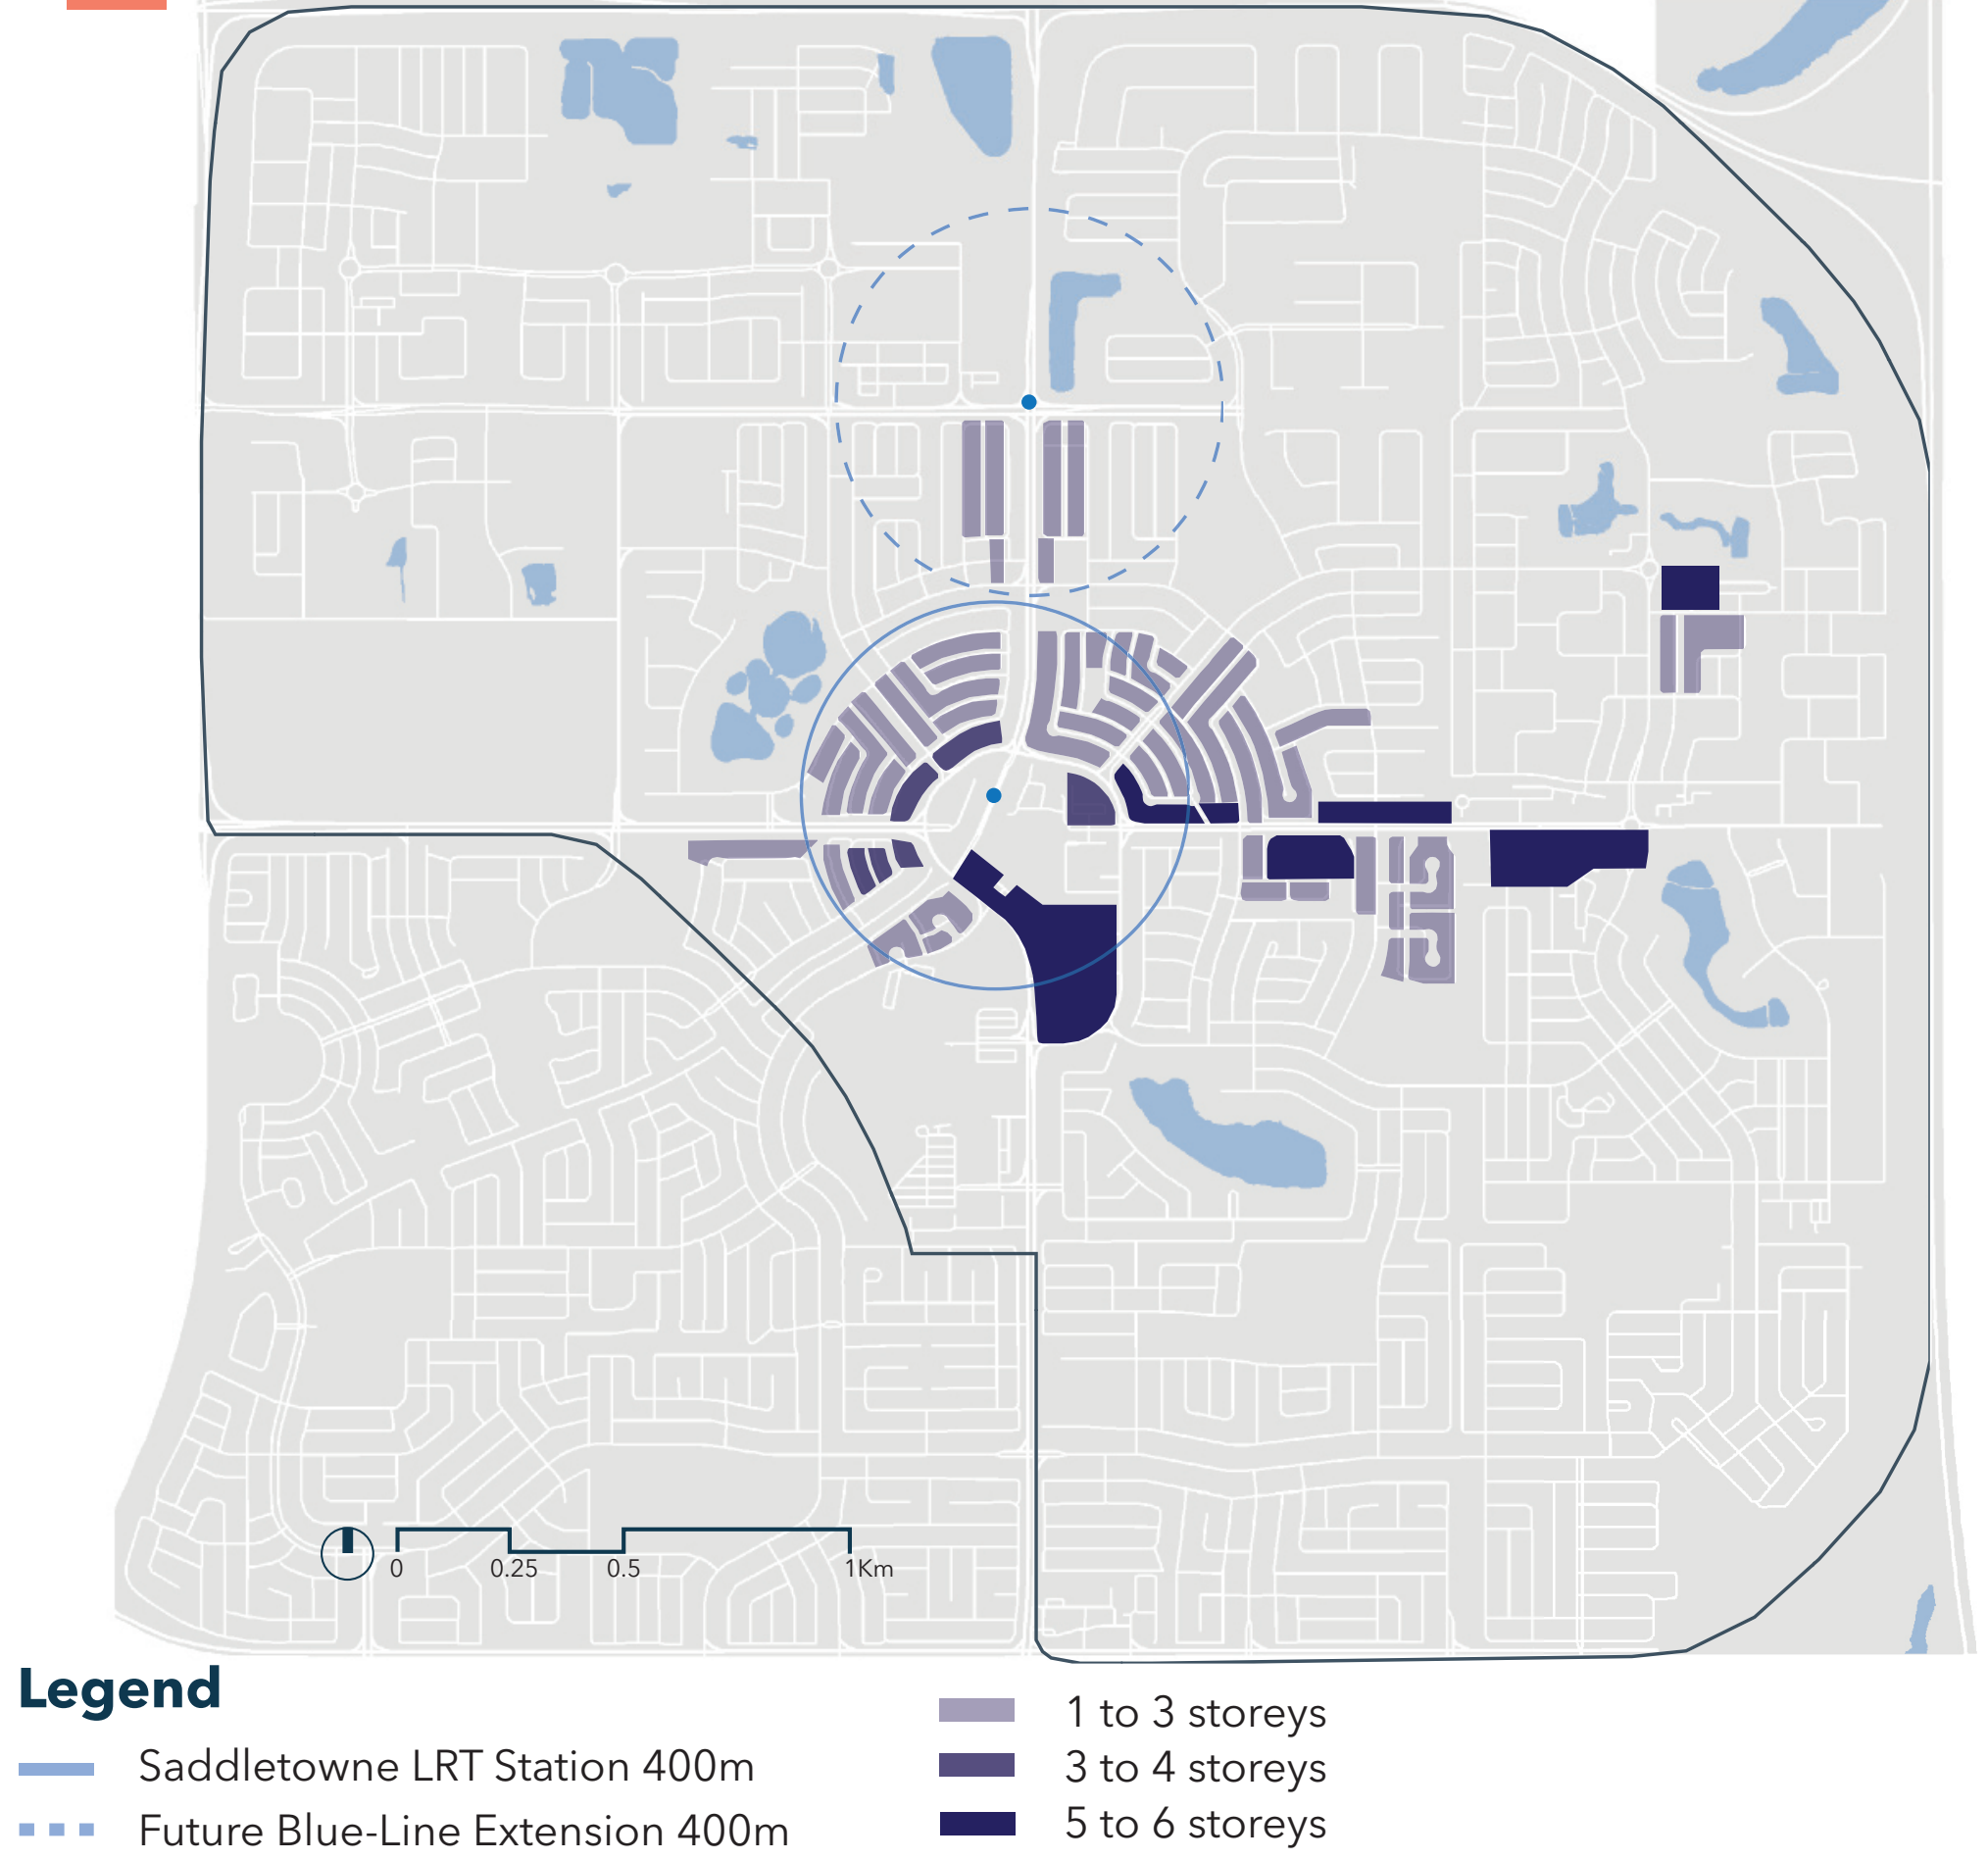 0 0.25 0.5 1Km
Legend
Saddletowne LRT Station 400m
Future Blue-Line Extension 400m
1 to 3 storeys
3 to 4 storeys
5 to 6 storeys